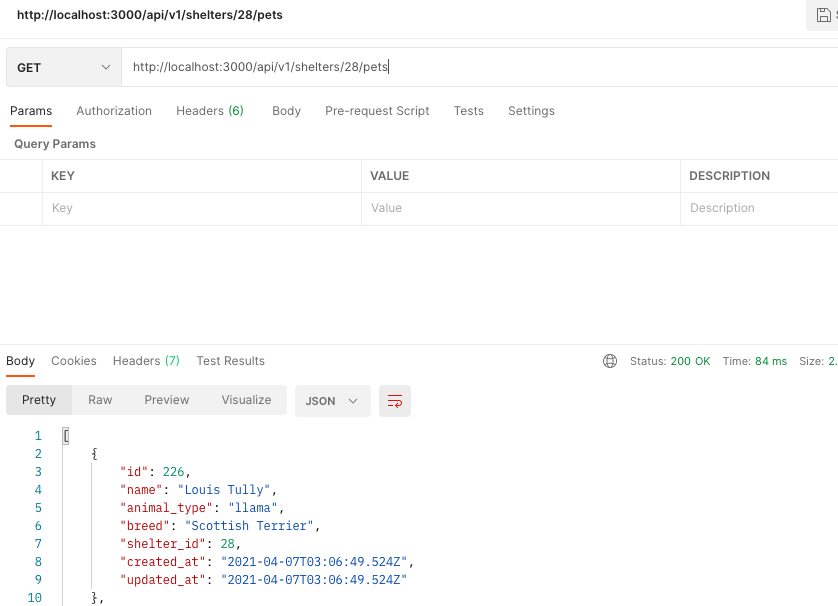 http://localhost:3000/api/v1/shelters/28/pets
GET http://localhost:3000/api/v1/shelters/28/pets
Params Authorization Headers (6) Body Pre-request Script Tests Settings
Query Params
KEY VALUE DESCRIPTION
Key Value Description
Body Cookies Headers (7) Test Results Status: 200 OK Time: 84 ms Size: 2.
Pretty Raw Preview Visualize JSON
1 [
2 {
3 "id": 226,
4 "name": "Louis Tully",
5 "animal_type": "llama",
6 "breed": "Scottish Terrier",
7 "shelter_id": 28,
8 "created_at": "2021-04-07T03:06:49.524Z",
9 "updated_at": "2021-04-07T03:06:49.524Z"
10 },